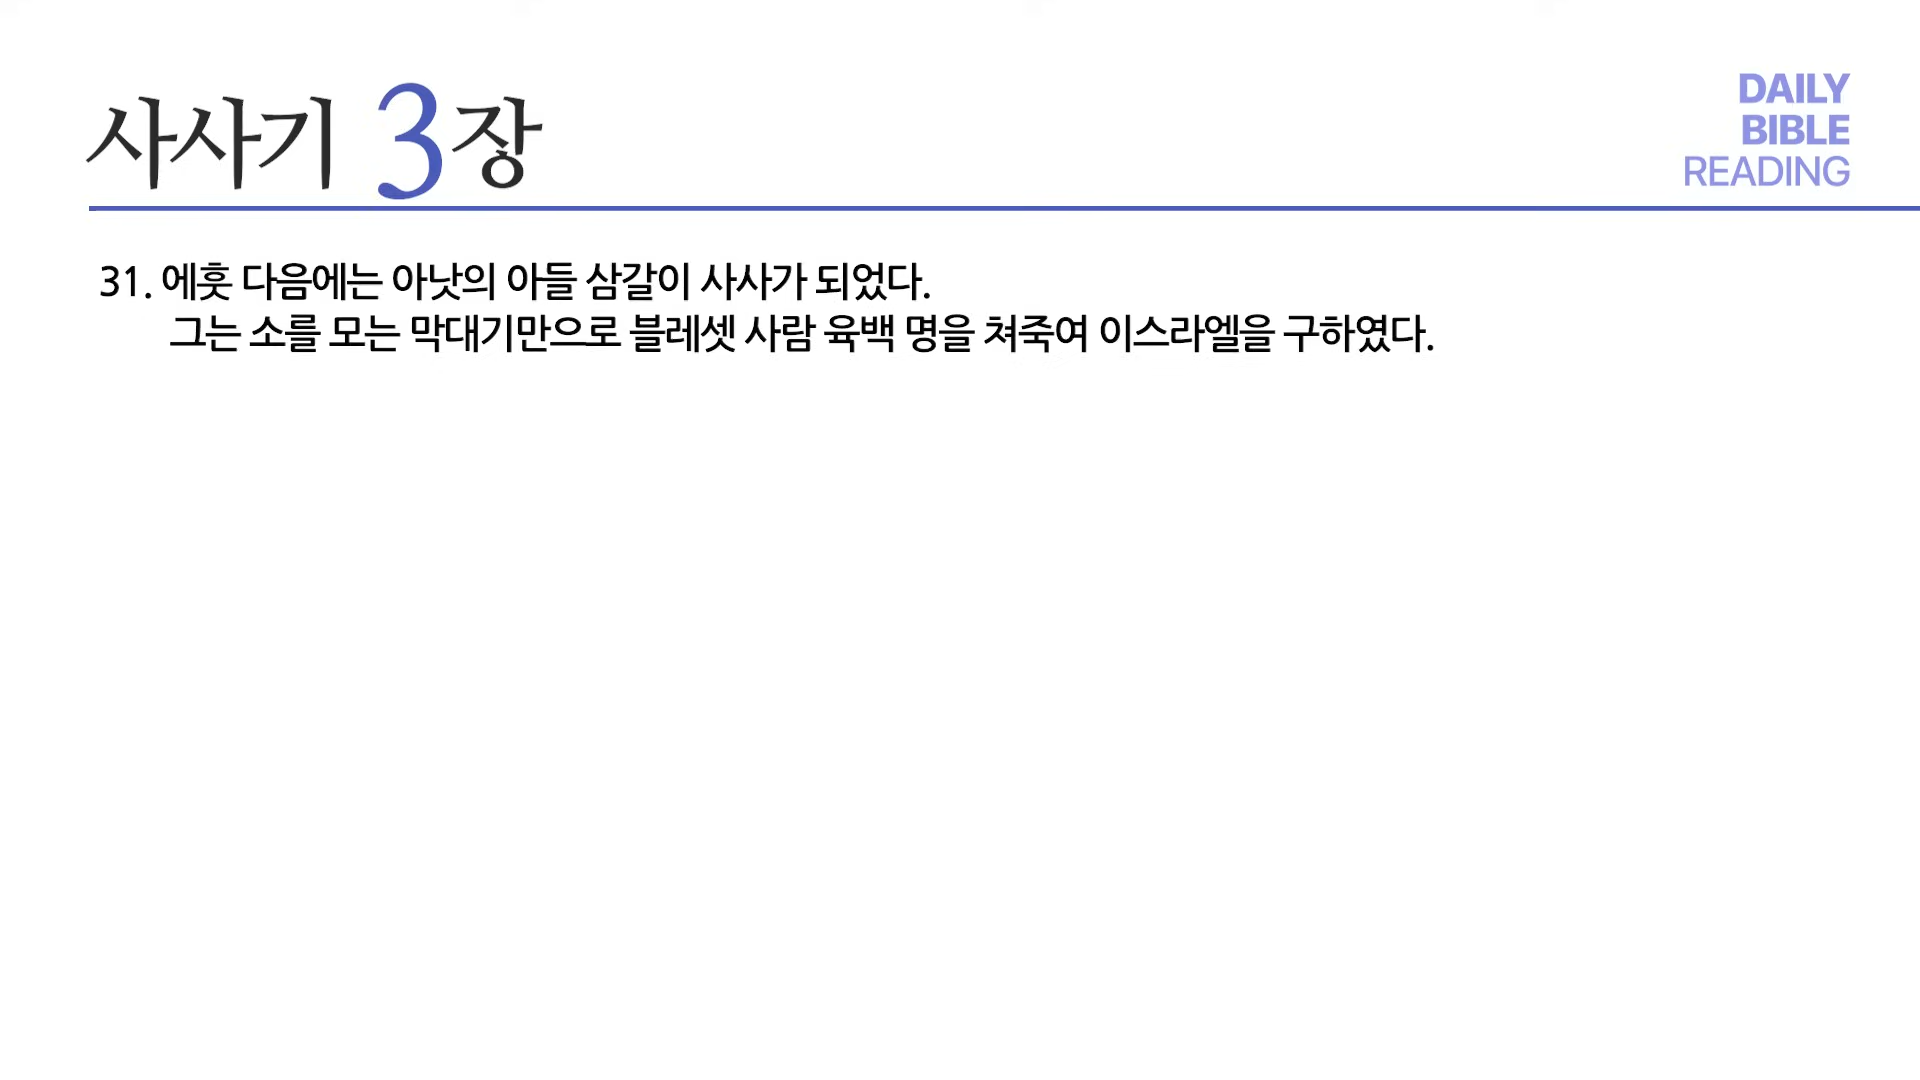 사사기 3장
DAILY
BIBLE
READING
31. 에훗 다음에는 아낫의 아들 삼갈이 사사가 되었다.
그는 소를 모는 막대기만으로 블레셋 사람 육백 명을 쳐죽여 이스라엘을 구하였다.